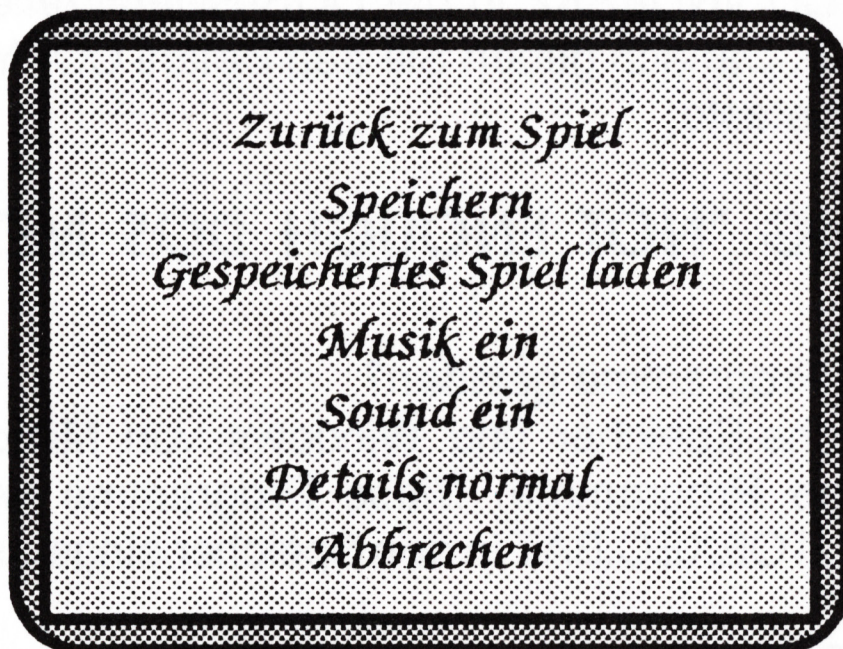 Zurück zum Spiel
Speichern
Gespeichertes Spiel laden
Musik ein
Sound ein
Details normal
Abbrechen